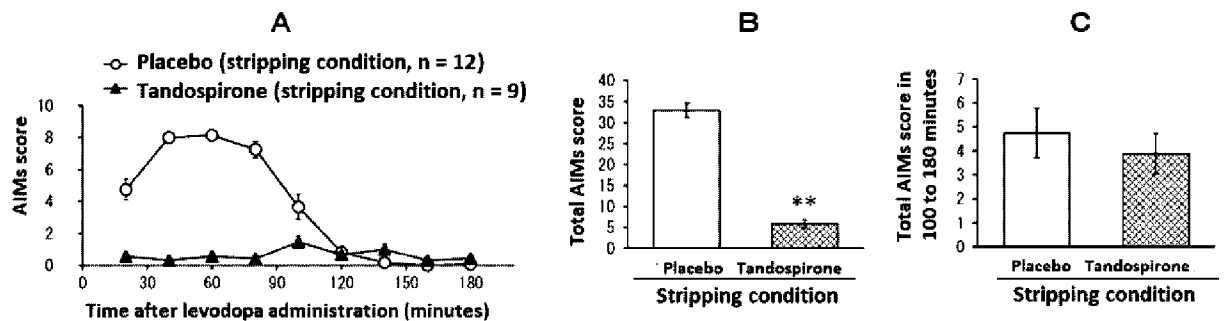 A
Placebo (stripping condition, n = 12)
Tandospirone (stripping condition, n = 9)
AIMs score
10
8
6
4
2
0
0 30 60 90 120 150 180
Time after levodopa administration (minutes)
B
Total AIMs score
40
35
30
25
20
15
10
5
0
**
Placebo Tandospirone
Stripping condition
C
Total AIMs score in
100 to 180 minutes
7
6
5
4
3
2
1
0
Placebo Tandospirone
Stripping condition